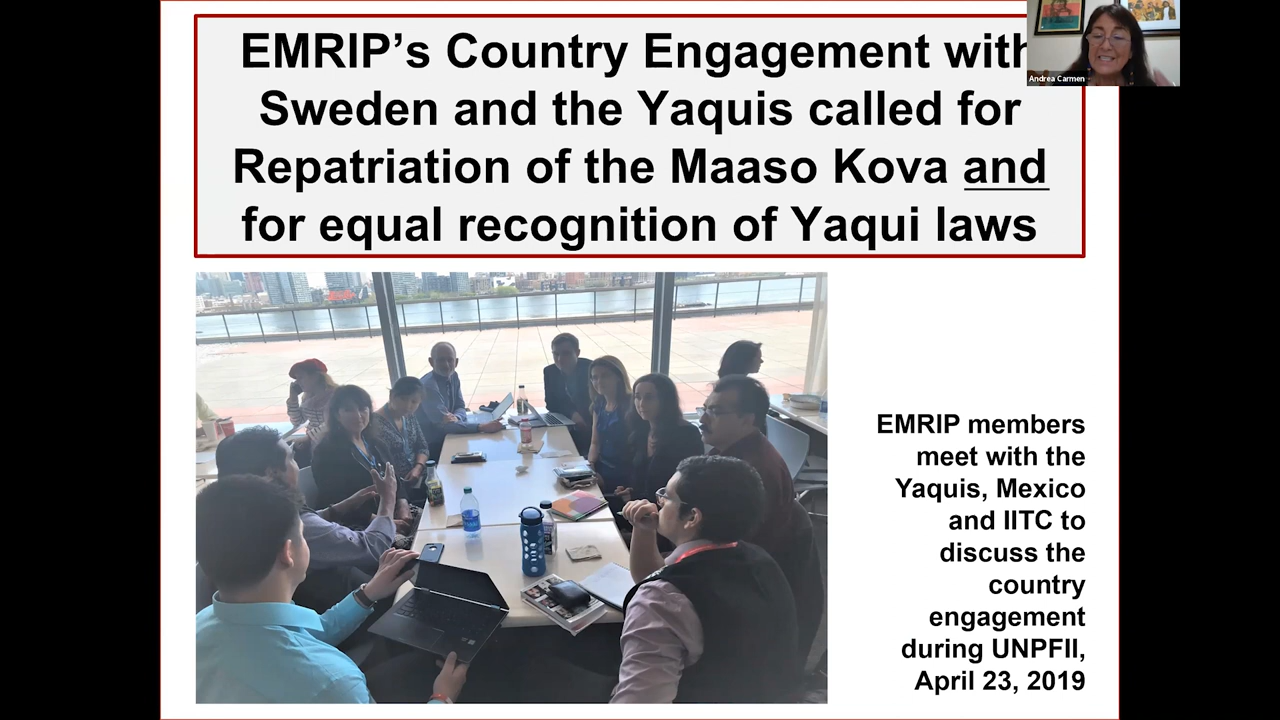 EMRIP’s Country Engagement with
Sweden and the Yaquis called for
Repatriation of the Maaso Kova and
for equal recognition of Yaqui laws
Andrea Carmen
EMRIP members
meet with the
Yaquis, Mexico
and IITC to
discuss the
country
engagement
during UNPFII,
April 23, 2019